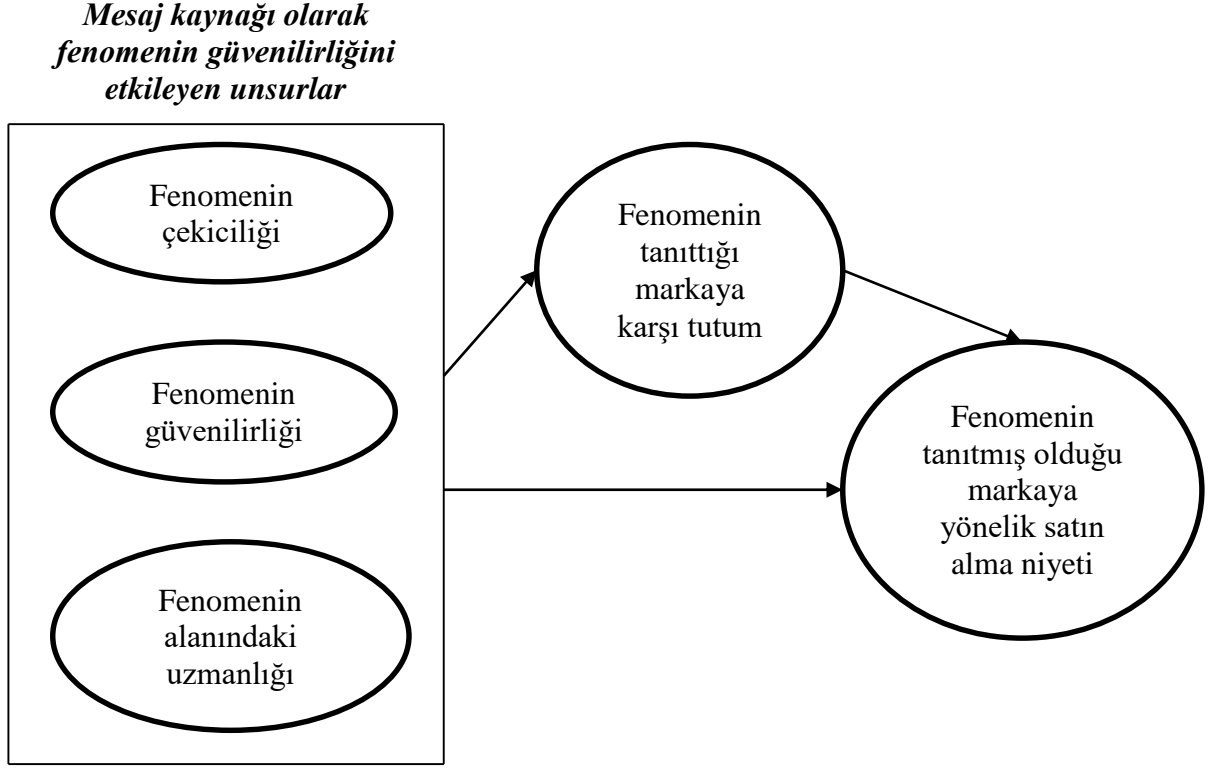 Mesaj kaynağı olarak
fenomenin güvenilirliğini
etkileyen unsurlar
Fenomenin
çekiciliği
Fenomenin
güvenilirliği
Fenomenin
alanındaki
uzmanlığı
Fenomenin
tanıttığı
markaya
karşı tutum
Fenomenin
tanıtmış olduğu
markaya
yönelik satın
alma niyeti